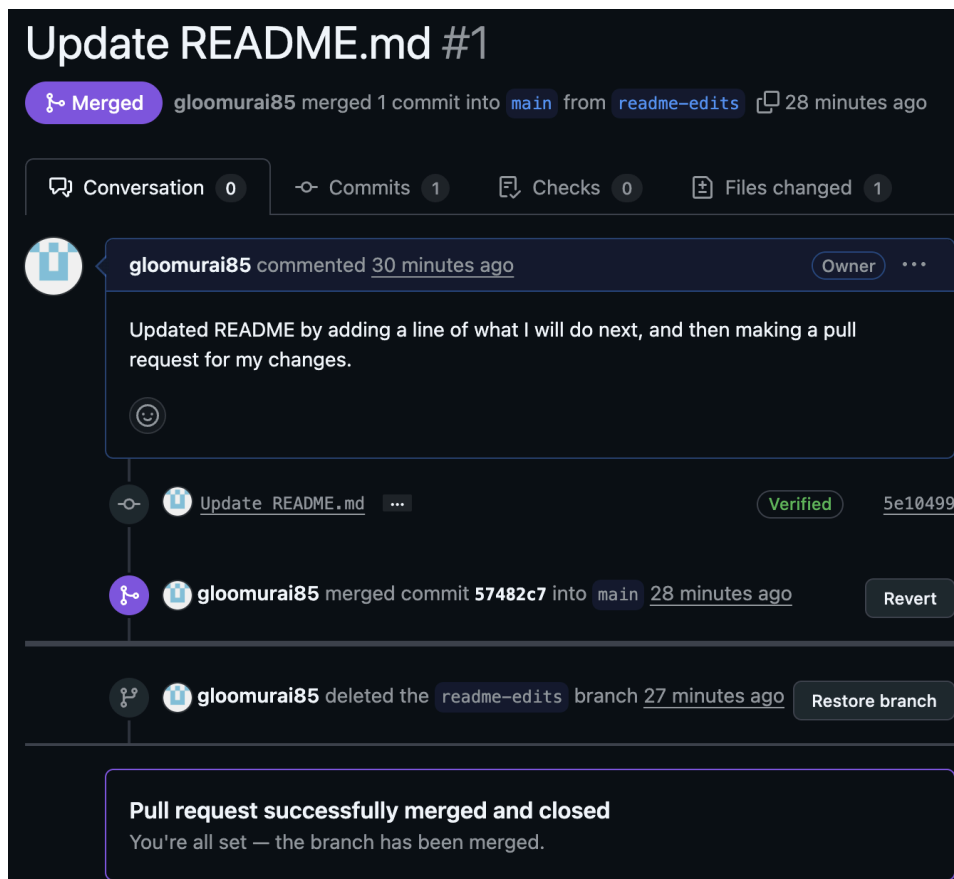 Update README.md #1
Merged gloomurai85 merged 1 commit into main from readme-edits 28 minutes ago
Conversation 0 Commits 1 Checks 0 Files changed 1
gloomurai85 commented 30 minutes ago Owner ...
Updated README by adding a line of what I will do next, and then making a pull
request for my changes.
Update README.md ... Verified 5e10499
gloomurai85 merged commit 57482c7 into main 28 minutes ago Revert
gloomurai85 deleted the readme-edits branch 27 minutes ago Restore branch
Pull request successfully merged and closed
You're all set — the branch has been merged.